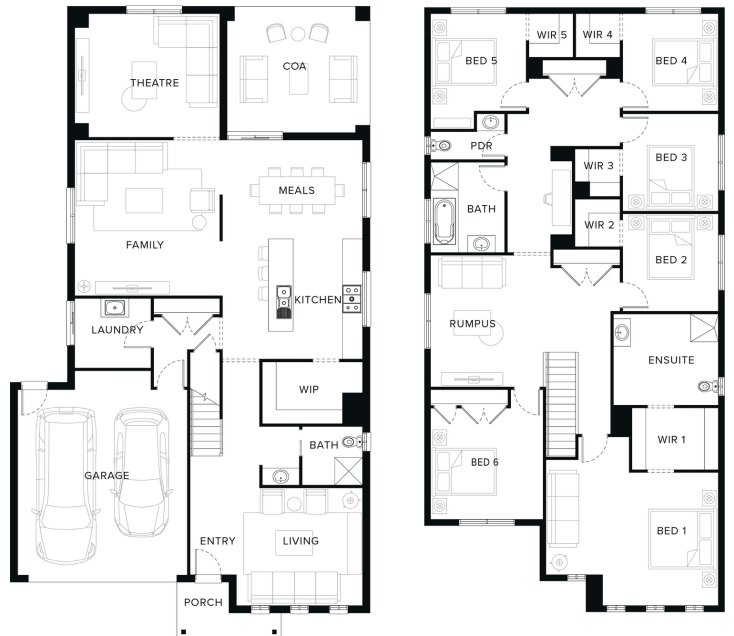 THEATRE
COA
MEALS
FAMILY
KITCHEN
LAUNDRY
WIP
BATH
GARAGE
ENTRY
LIVING
PORCH
WIR 5
WIR 4
BED 5
BED 4
PDR
BED 3
WIR 3
BATH
WIR 2
BED 2
RUMPUS
ENSUITE
WIR 1
BED 6
BED 1